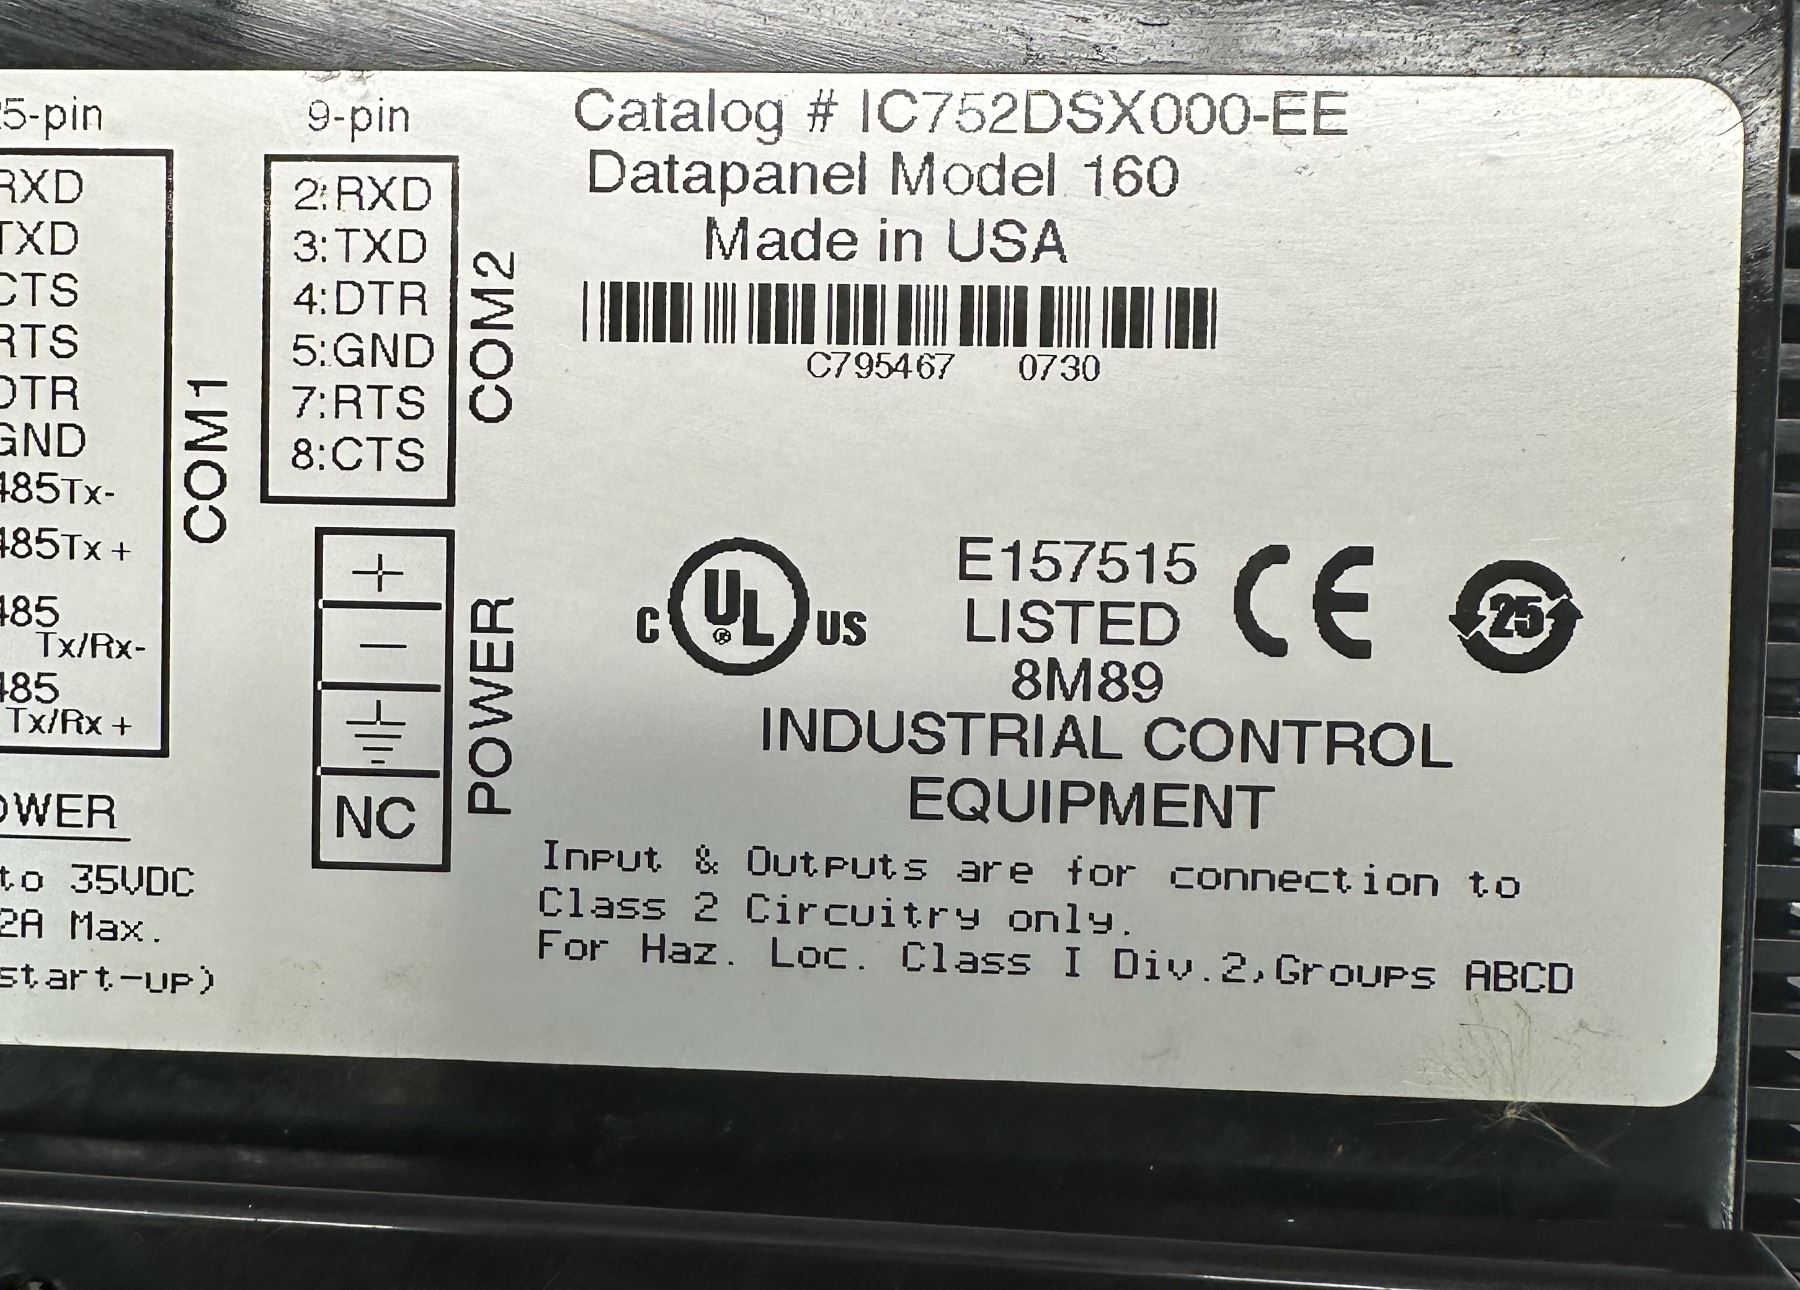 5-pin
RXD
TXD
CTS
RTS
DTR
GND
485Tx-
485Tx +
485
Tx/Rx-
485
Tx/Rx +
COM1
OWER
to 35VDC
2A Max.
start-up)
9-pin
2:RXD
3:TXD
4:DTR
5:GND
7:RTS
8:CTS
COM2
+
−
NC
POWER
Catalog # IC752DSX000-EE
Datapanel Model 160
Made in USA
C795467 0730
C UL ® US
E157515
LISTED
8M89
CE
25
INDUSTRIAL CONTROL
EQUIPMENT
Input & Outputs are for connection to
Class 2 Circuitry only.
For Haz. Loc. Class I Div.2,Groups ABCD